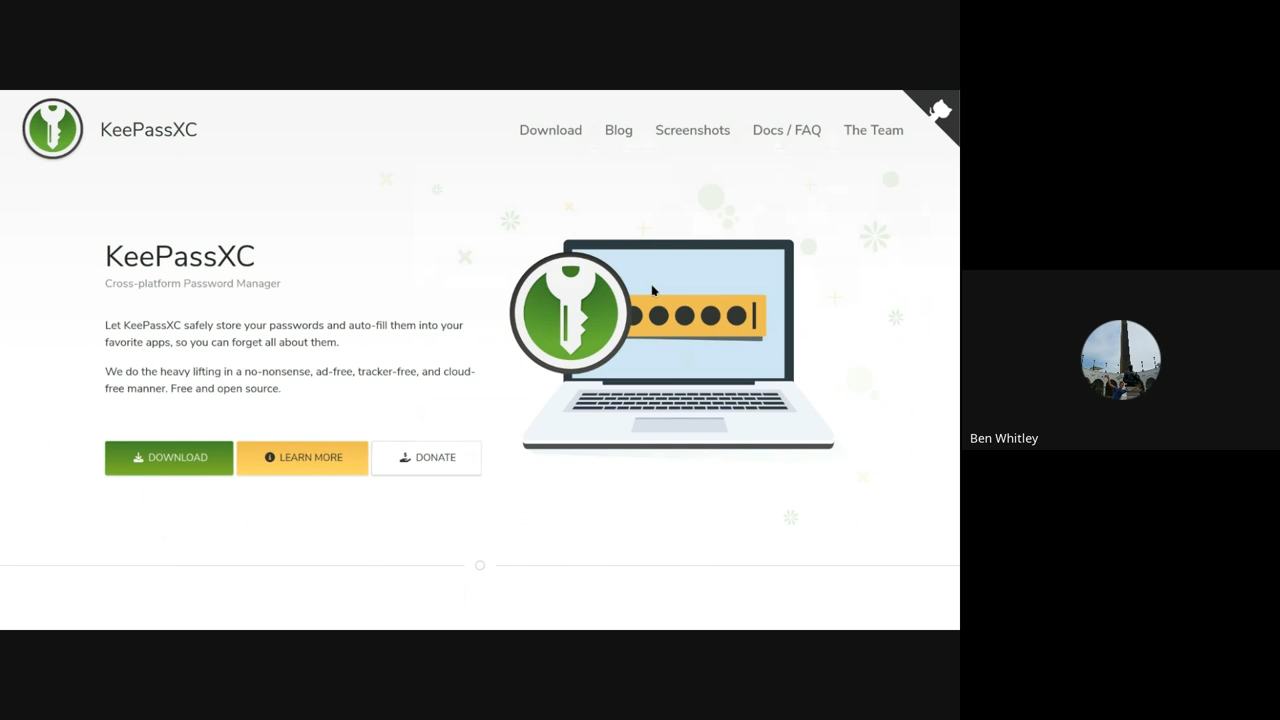 KeePassXC
Download Blog Screenshots Docs / FAQ The Team
KeePassXC
Cross-platform Password Manager
Let KeePassXC safely store your passwords and auto-fill them into your
favorite apps, so you can forget all about them.
We do the heavy lifting in a no-nonsense, ad-free, tracker-free, and cloud-
free manner. Free and open source.
DOWNLOAD LEARN MORE DONATE
Ben Whitley